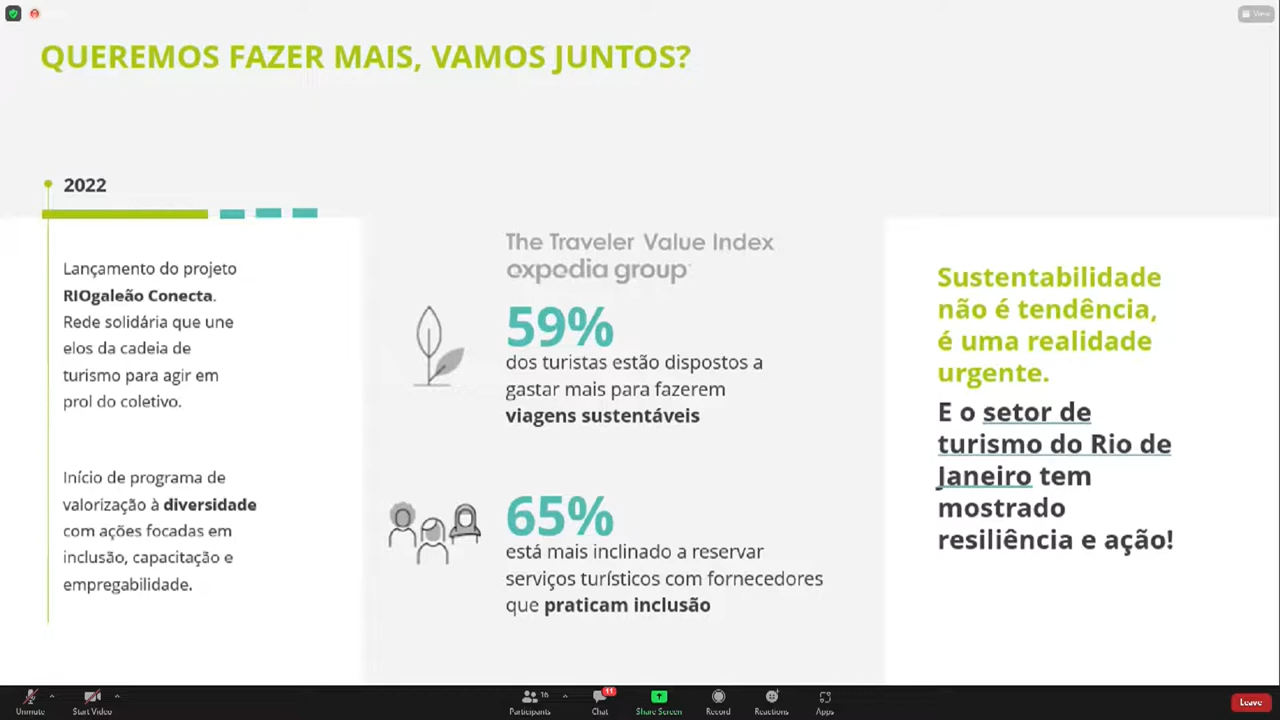 View
QUEREMOS FAZER MAIS, VAMOS JUNTOS?
2022
Lançamento do projeto
RIOgaleão Conecta.
Rede solidária que une
elos da cadeia de
turismo para agir em
prol do coletivo.
Início de programa de
valorização à diversidade
com ações focadas em
inclusão, capacitação e
empregabilidade.
The Traveler Value Index
expedia group
59%
dos turistas estão dispostos a
gastar mais para fazerem
viagens sustentáveis
65%
está mais inclinado a reservar
serviços turísticos com fornecedores
que praticam inclusão
Sustentabilidade
não é tendência,
é uma realidade
urgente.
E o setor de
turismo do Rio de
Janeiro tem
mostrado
resiliência e ação!
Unmute
Start Video
16
Participants
11
Chat
Share Screen
Record
Reactions
Apps
Leave